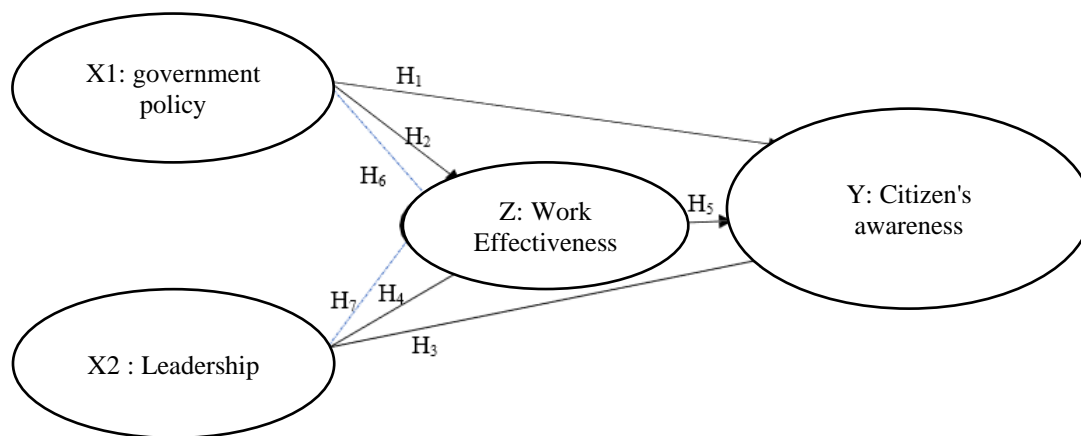 X1: government
policy
H1
H2
H6
Z: Work
Effectiveness
H5
Y: Citizen's
awareness
H4
H7
H3
X2 : Leadership